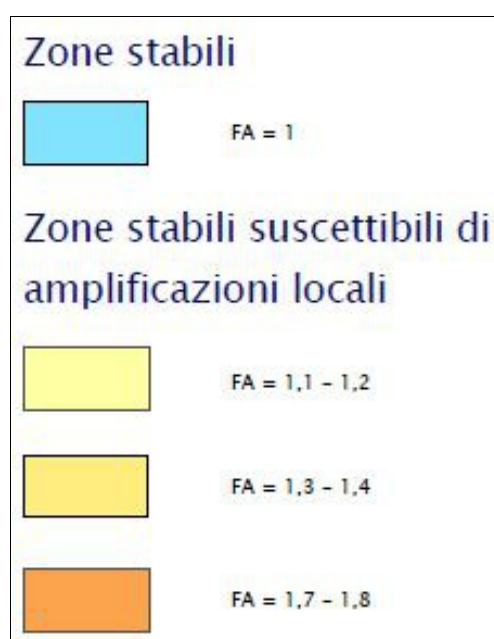 Zone stabili
FA = 1
Zone stabili suscettibili di
amplificazioni locali
FA = 1,1 - 1,2
FA = 1,3 - 1,4
FA = 1,7 - 1,8